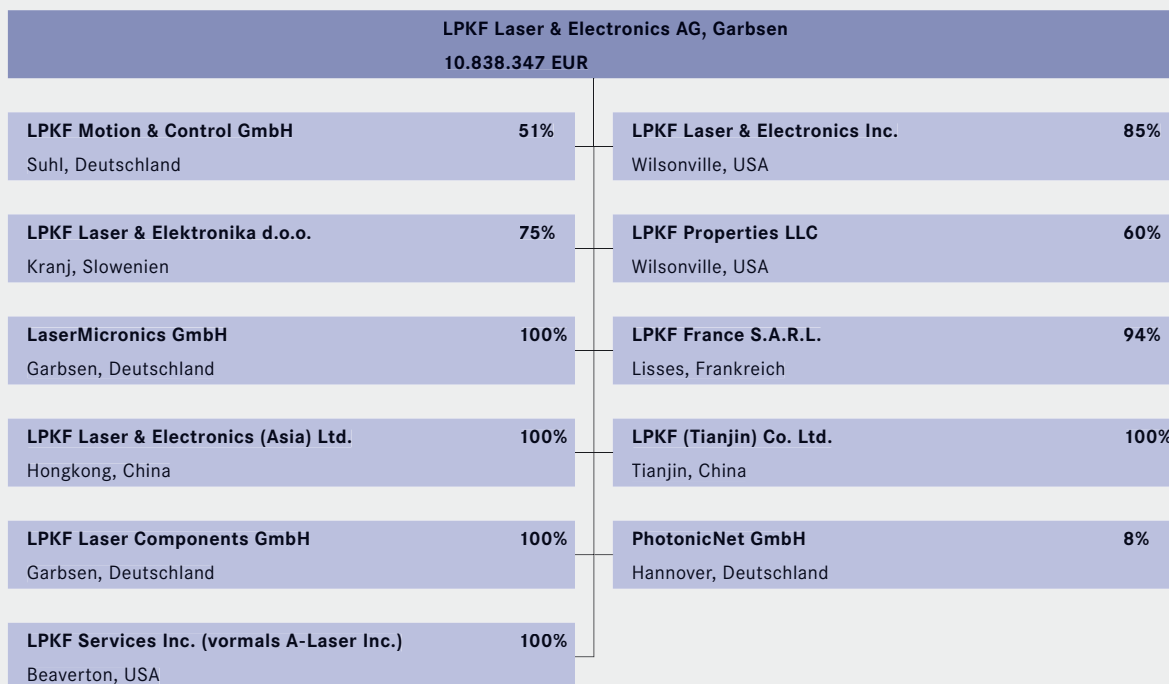 LPKF Laser & Electronics AG, Garbsen
10.838.347 EUR
LPKF Motion & Control GmbH 51%
Suhl, Deutschland
LPKF Laser & Electronics Inc. 85%
Wilsonville, USA
LPKF Laser & Elektronika d.o.o. 75%
Kranj, Slowenien
LPKF Properties LLC 60%
Wilsonville, USA
LaserMicronics GmbH 100%
Garbsen, Deutschland
LPKF France S.A.R.L. 94%
Lisses, Frankreich
LPKF Laser & Electronics (Asia) Ltd. 100%
Hongkong, China
LPKF (Tianjin) Co. Ltd. 100%
Tianjin, China
LPKF Laser Components GmbH 100%
Garbsen, Deutschland
PhotonicNet GmbH 8%
Hannover, Deutschland
LPKF Services Inc. (vormals A-Laser Inc.) 100%
Beaverton, USA